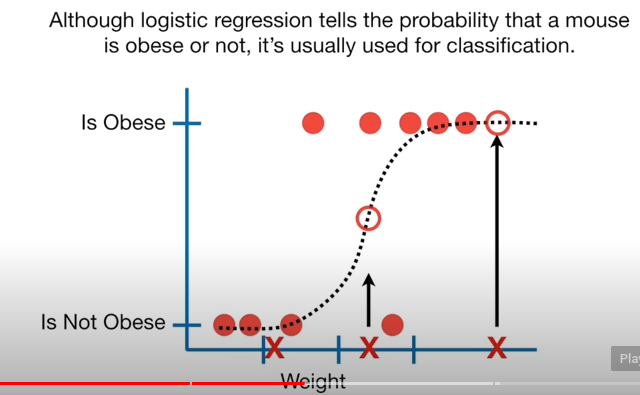 Although logistic regression tells the probability that a mouse
is obese or not, it’s usually used for classification.
Is Obese
Is Not Obese
X X X
Pla
Weight